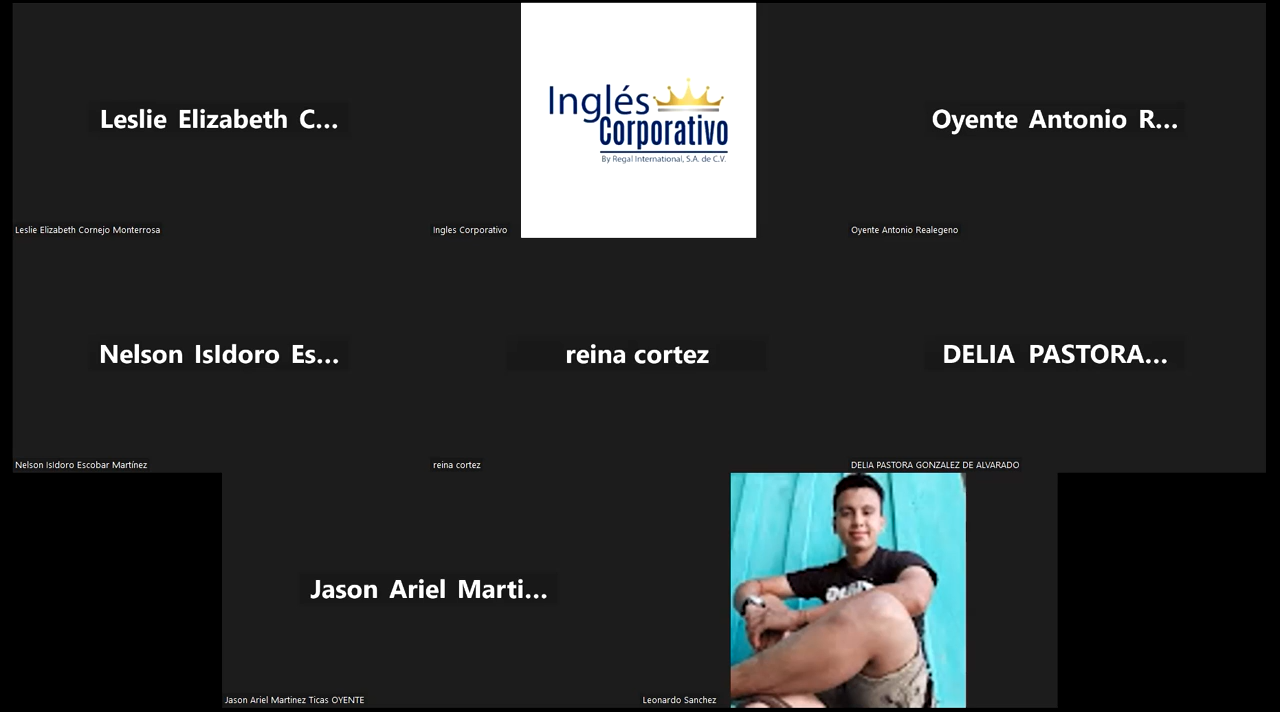 Leslie Elizabeth C...
Leslie Elizabeth Cornejo Monterrosa
Inglés
Corporativo
By Regal International, S.A. de C.V.
Ingles Corporativo
Oyente Antonio R...
Oyente Antonio Realegeno
Nelson IsIdoro Es...
Nelson IsIdoro Escobar Martínez
reina cortez
reina cortez
DELIA PASTORA...
DELIA PASTORA GONZALEZ DE ALVARADO
Jason Ariel Marti...
Jason Ariel Martinez Ticas OYENTE
Leonardo Sanchez